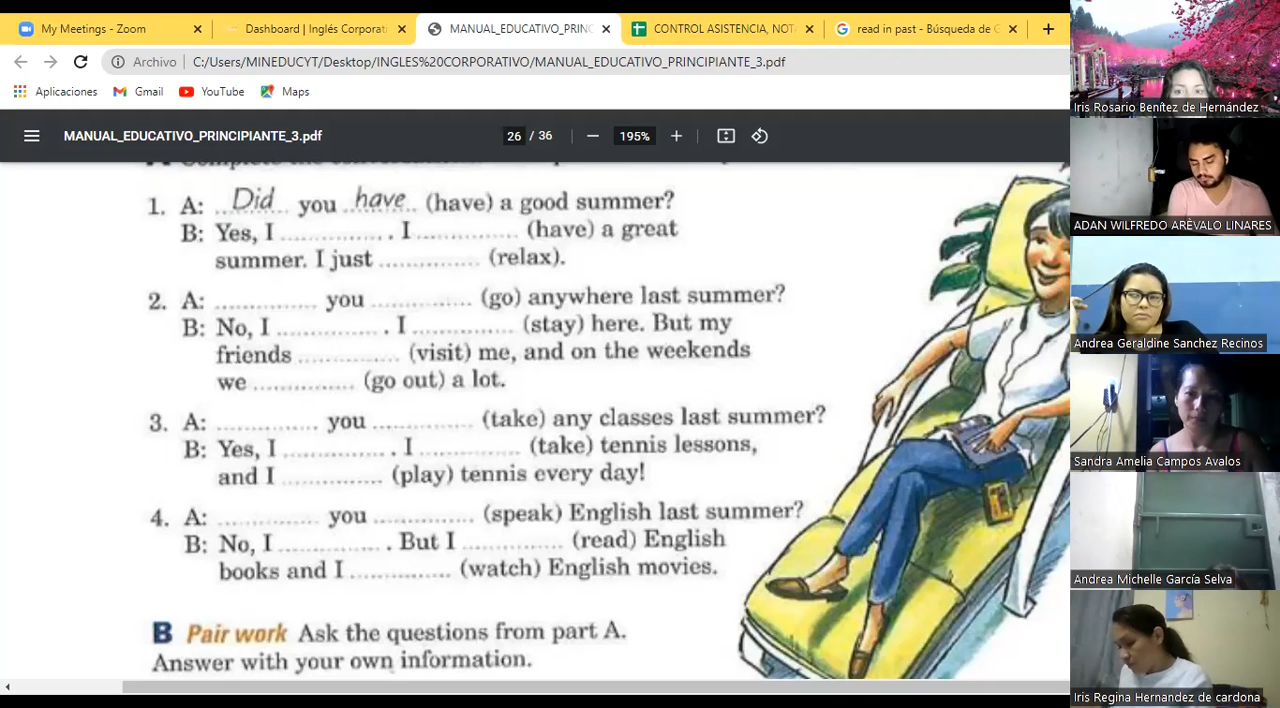 My Meetings - Zoom
Dashboard | Inglés Corporati
MANUAL_EDUCATIVO_PRINC
CONTROL ASISTENCIA, NOTA
read in past - Búsqueda de G
Archivo
C:/Users/MINEDUCYT/Desktop/INGLES%20CORPORATIVO/MANUAL_EDUCATIVO_PRINCIPIANTE_3.pdf
Aplicaciones
Gmail
YouTube
Maps
MANUAL_EDUCATIVO_PRINCIPIANTE_3.pdf
26 / 36
195%
1. A: Did you have (have) a good summer?
B: Yes, I ............... . I ............... (have) a great
summer. I just ............... (relax).
2. A: ............... you ............... (go) anywhere last summer?
B: No, I ............... . I ............... (stay) here. But my
friends ............... (visit) me, and on the weekends
we ............... (go out) a lot.
3. A: ............... you ............... (take) any classes last summer?
B: Yes, I ............... . I ............... (take) tennis lessons,
and I ............... (play) tennis every day!
4. A: ............... you ............... (speak) English last summer?
B: No, I ............... . But I ............... (read) English
books and I ............... (watch) English movies.
B Pair work Ask the questions from part A.
Answer with your own information.
Iris Rosario Benítez de Hernández
ADAN WILFREDO ARÉVALO LINARES
Andrea Geraldine Sanchez Recinos
Sandra Amelia Campos Avalos
Andrea Michelle García Selva
Iris Regina Hernandez de cardona